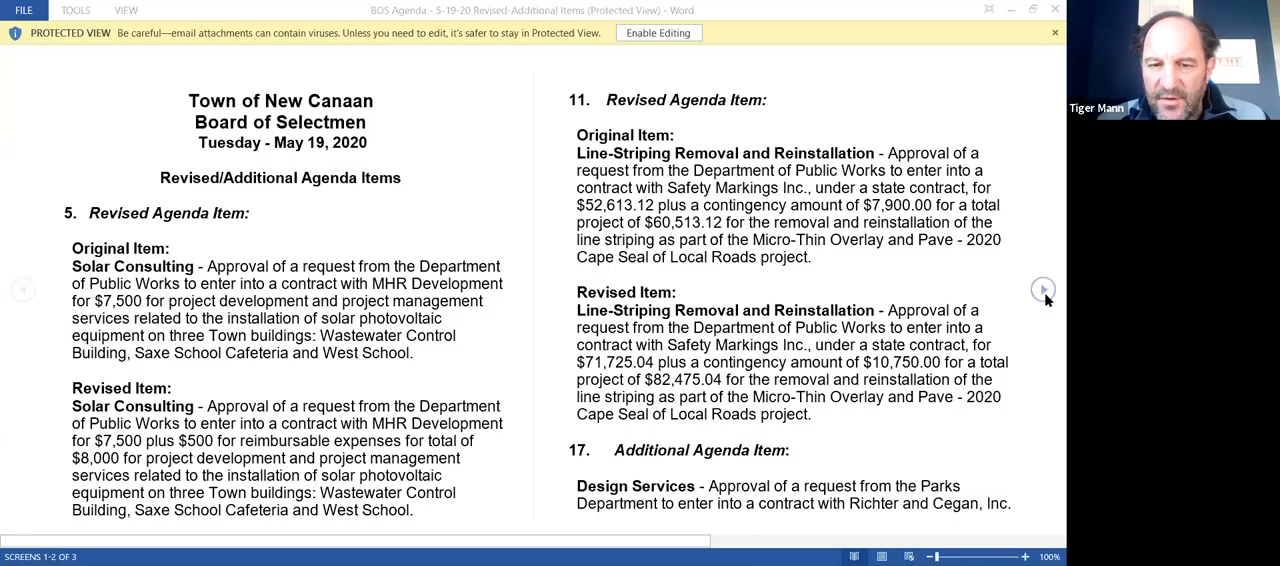 FILE TOOLS VIEW
BOS Agenda - 5-19-20 Revised-Additional Items (Protected View) - Word
PROTECTED VIEW Be careful—email attachments can contain viruses. Unless you need to edit, it's safer to stay in Protected View. Enable Editing
Town of New Canaan
Board of Selectmen
Tuesday - May 19, 2020
Revised/Additional Agenda Items
5. Revised Agenda Item:
Original Item:
Solar Consulting - Approval of a request from the Department
of Public Works to enter into a contract with MHR Development
for $7,500 for project development and project management
services related to the installation of solar photovoltaic
equipment on three Town buildings: Wastewater Control
Building, Saxe School Cafeteria and West School.
Revised Item:
Solar Consulting - Approval of a request from the Department
of Public Works to enter into a contract with MHR Development
for $7,500 plus $500 for reimbursable expenses for total of
$8,000 for project development and project management
services related to the installation of solar photovoltaic
equipment on three Town buildings: Wastewater Control
Building, Saxe School Cafeteria and West School.
11. Revised Agenda Item:
Original Item:
Line-Striping Removal and Reinstallation - Approval of a
request from the Department of Public Works to enter into a
contract with Safety Markings Inc., under a state contract, for
$52,613.12 plus a contingency amount of $7,900.00 for a total
project of $60,513.12 for the removal and reinstallation of the
line striping as part of the Micro-Thin Overlay and Pave - 2020
Cape Seal of Local Roads project.
Revised Item:
Line-Striping Removal and Reinstallation - Approval of a
request from the Department of Public Works to enter into a
contract with Safety Markings Inc., under a state contract, for
$71,725.04 plus a contingency amount of $10,750.00 for a total
project of $82,475.04 for the removal and reinstallation of the
line striping as part of the Micro-Thin Overlay and Pave - 2020
Cape Seal of Local Roads project.
17. Additional Agenda Item:
Design Services - Approval of a request from the Parks
Department to enter into a contract with Richter and Cegan, Inc.
Tiger Mann
SCREENS 1-2 OF 3
100%